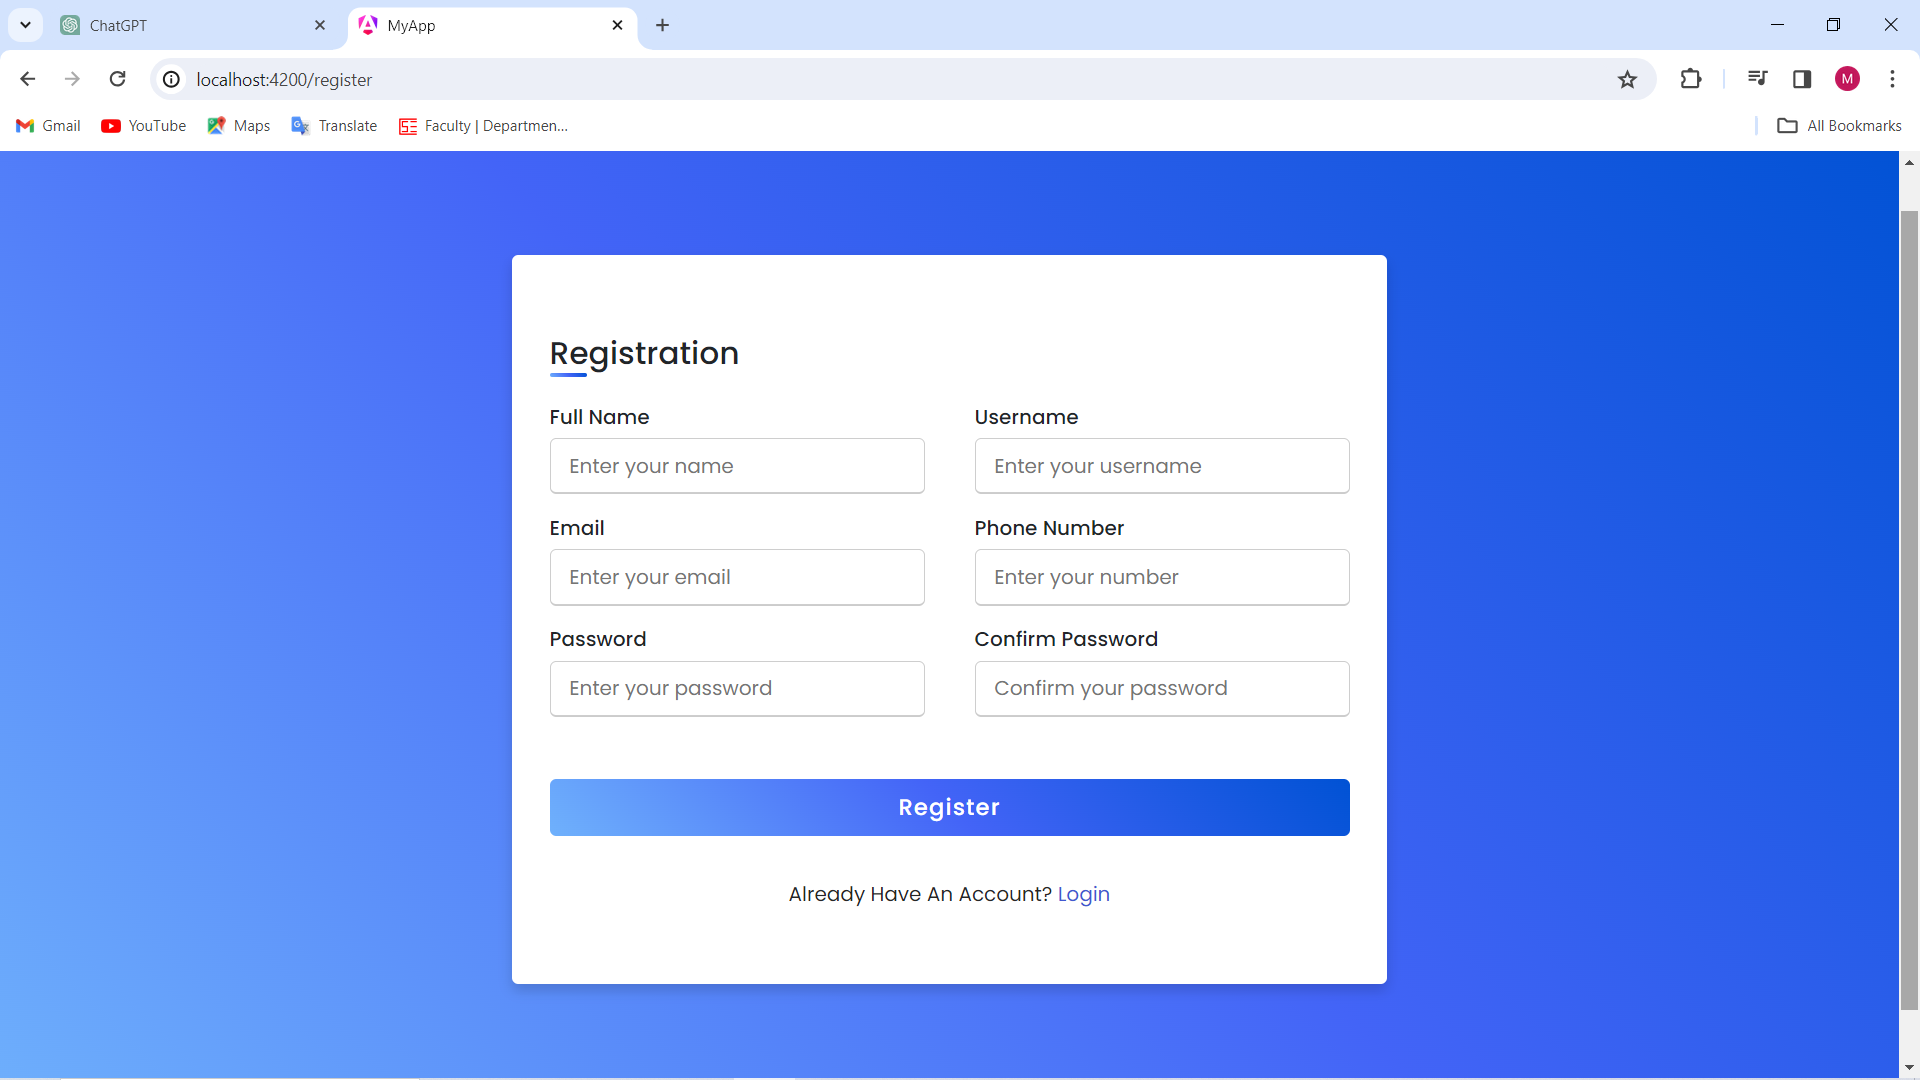 ChatGPT
MyApp
localhost:4200/register
M
Gmail
YouTube
Maps
Translate
Faculty | Departmen...
All Bookmarks
Registration
Full Name
Username
Enter your name
Enter your username
Email
Phone Number
Enter your email
Enter your number
Password
Confirm Password
Enter your password
Confirm your password
Register
Already Have An Account? Login